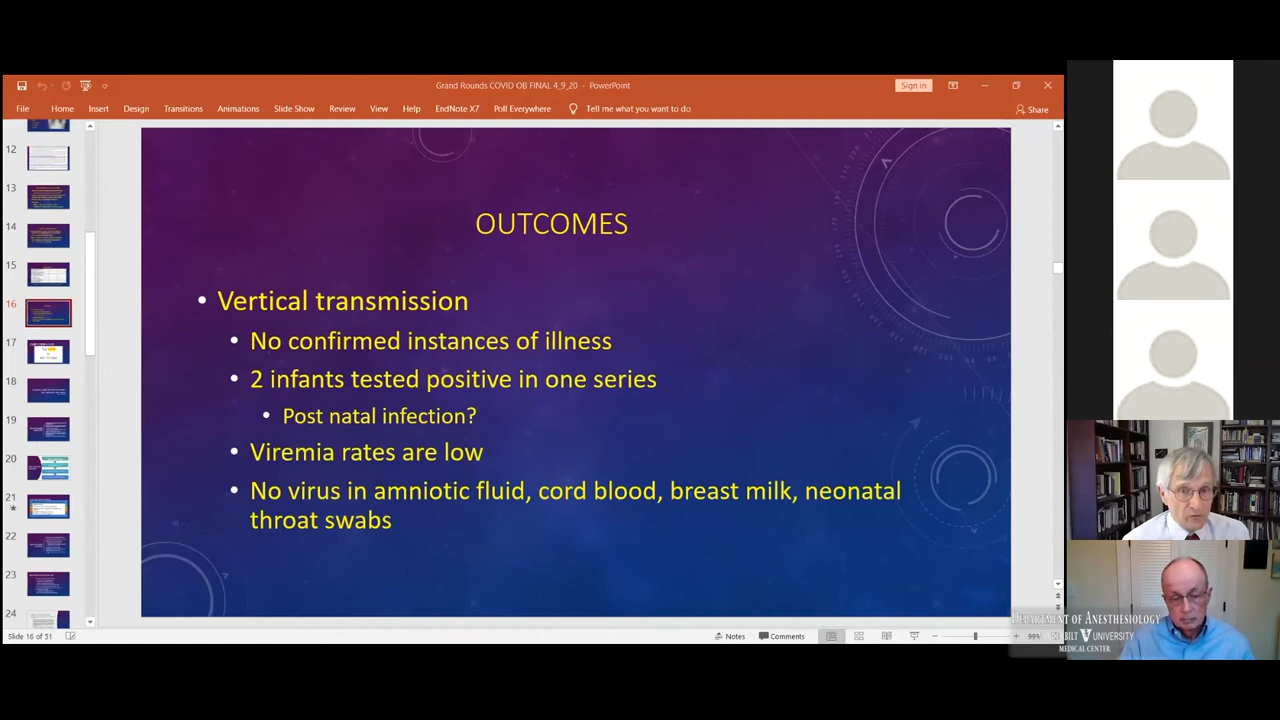 Grand Rounds COVID OB FINAL 4_9_20 - PowerPoint
Sign in
File Home Insert Design Transitions Animations Slide Show Review View Help EndNote X7 Poll Everywhere Tell me what you want to do
Share
12
13
14
15
16
17
18
19
20
21
22
23
24
OUTCOMES
• Vertical transmission
• No confirmed instances of illness
• 2 infants tested positive in one series
• Post natal infection?
• Viremia rates are low
• No virus in amniotic fluid, cord blood, breast milk, neonatal
throat swabs
Slide 16 of 51
Notes Comments
99%
DEPARTMENT OF ANESTHESIOLOGY
UNIVERSITY
MEDICAL CENTER